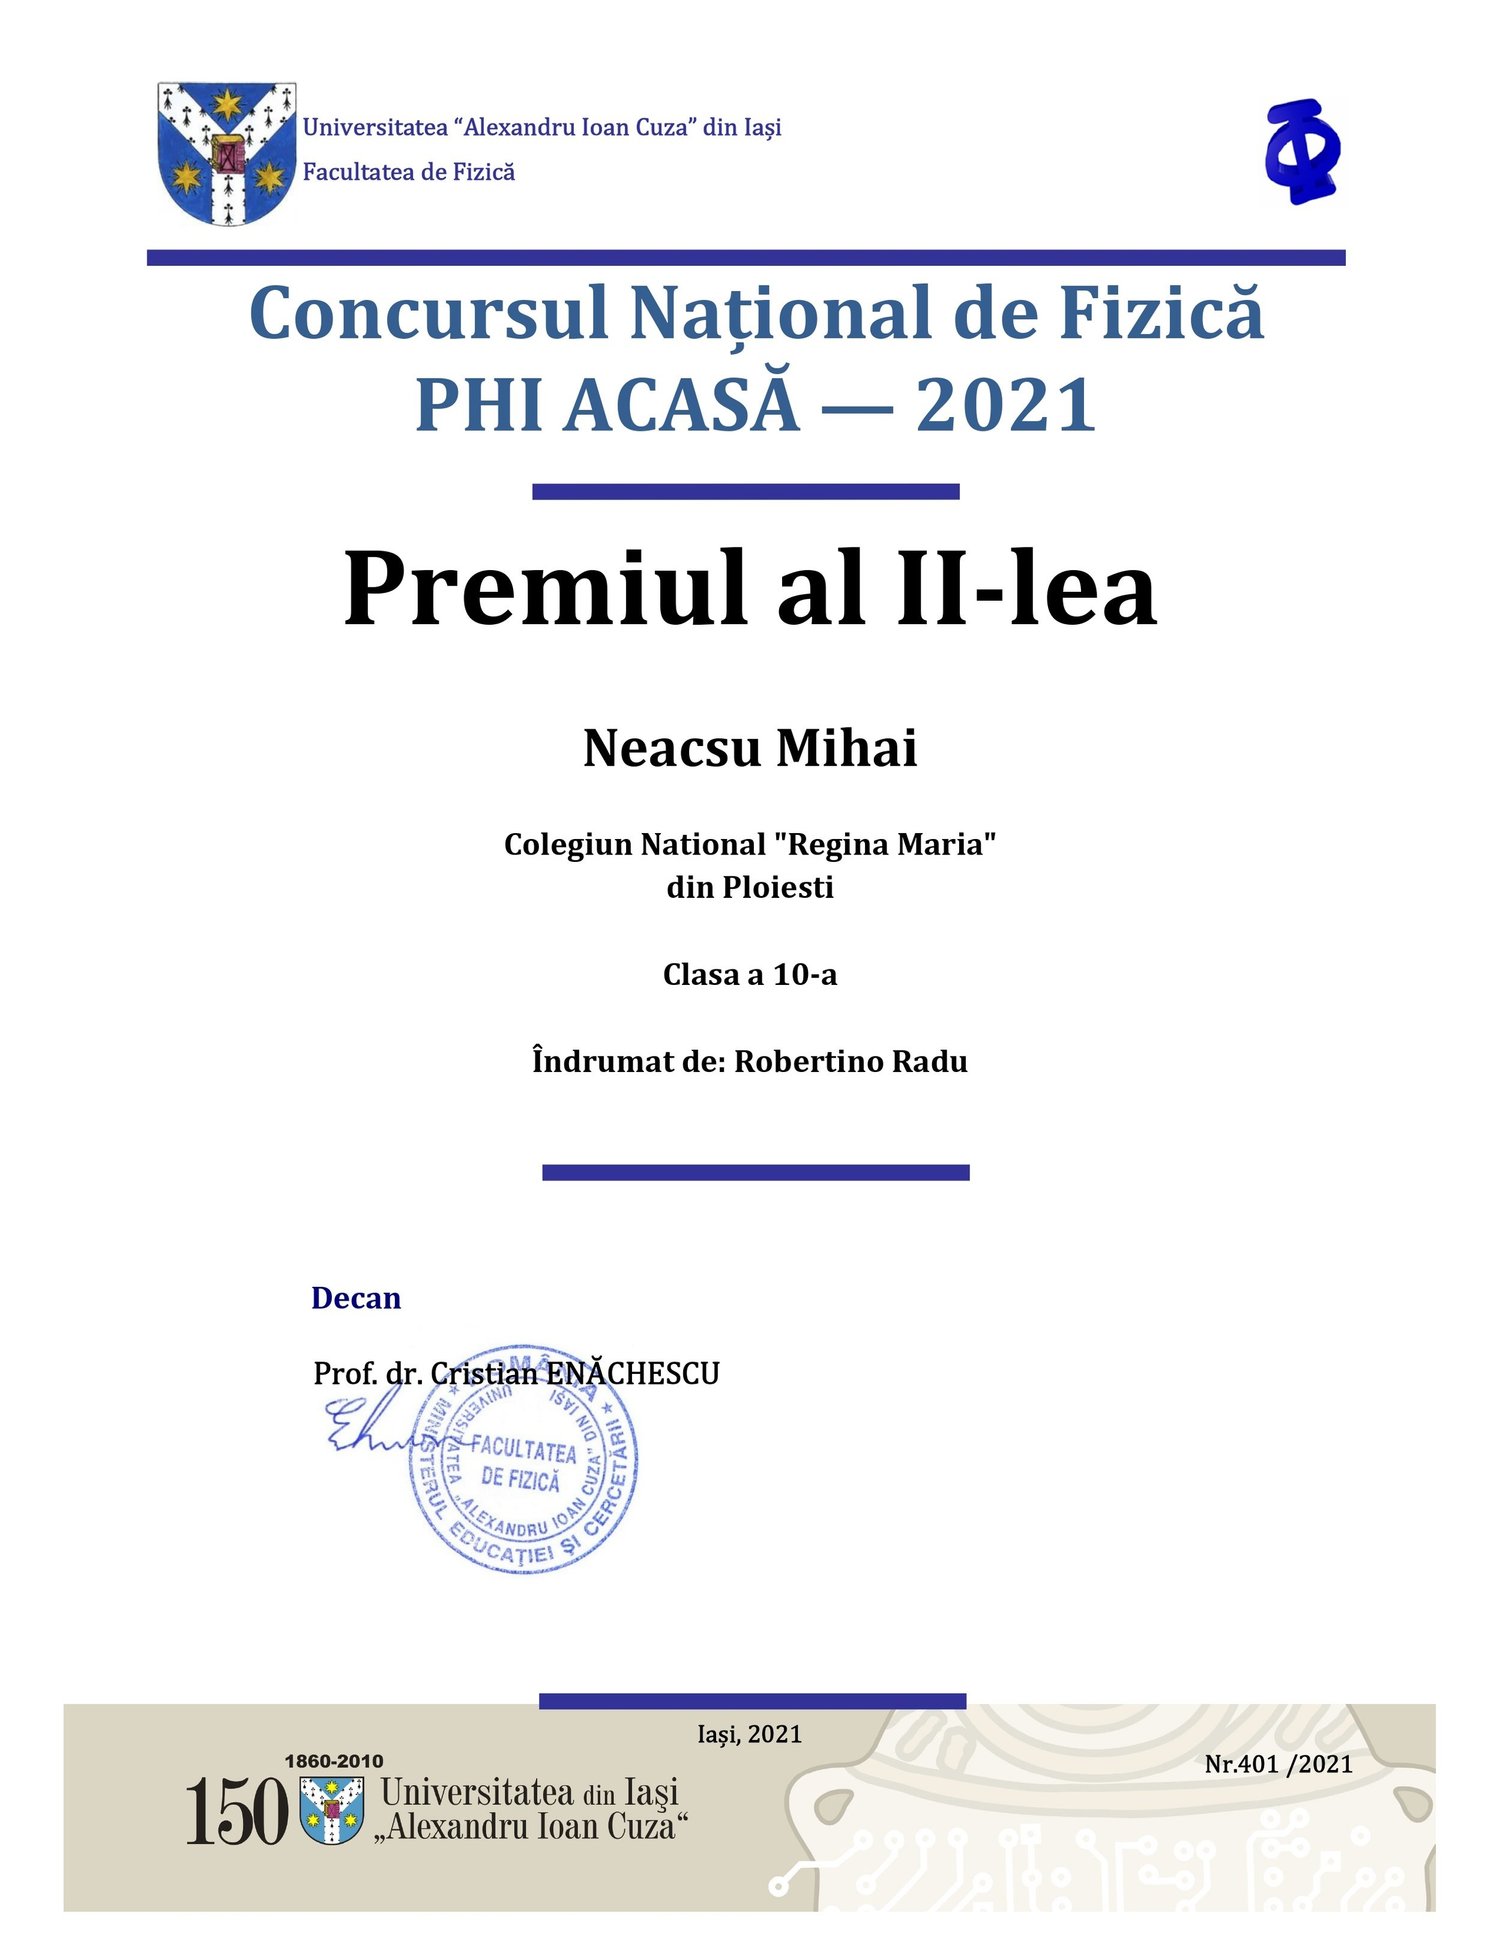 Universitatea “Alexandru Ioan Cuza” din Iași
Facultatea de Fizică
Concursul Național de Fizică
PHI ACASĂ — 2021
Premiul al II-lea
Neacsu Mihai
Colegiun National "Regina Maria"
din Ploiesti
Clasa a 10-a
Îndrumat de: Robertino Radu
Decan
Prof. dr. Cristian ENĂCHESCU
ROMÂNIA * MINISTERUL EDUCAŢIEI ŞI CERCETĂRII *
UNIVERSITATEA „ALEXANDRU IOAN CUZA” DIN IAŞI
FACULTATEA
DE FIZICĂ
Iași, 2021
Nr.401 /2021
1860-2010
150 Universitatea din Iaşi
„Alexandru Ioan Cuza“